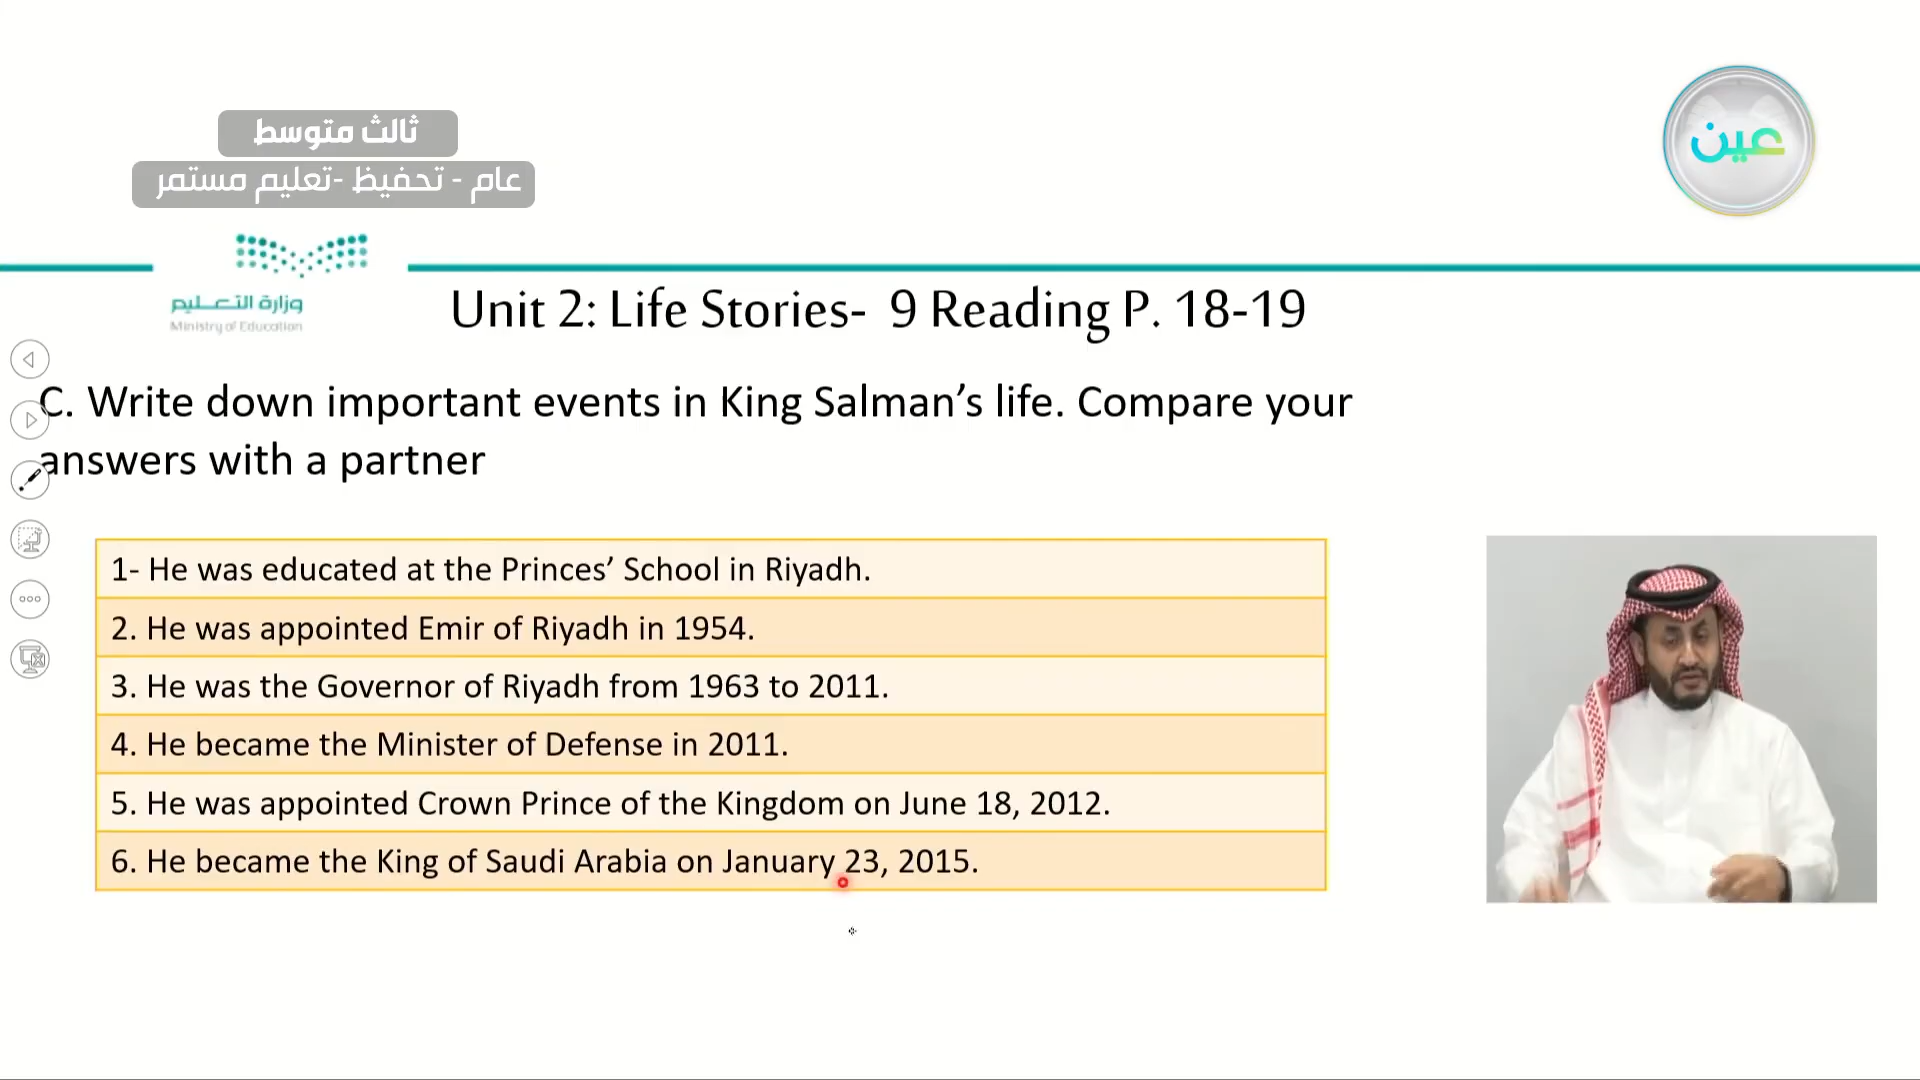 ثالث متوسط
عام - تحفيظ -تعليم مستمر
عين
وزارة التعليم
Ministry of Education
Unit 2: Life Stories- 9 Reading P. 18-19
C. Write down important events in King Salman’s life. Compare your
answers with a partner
1- He was educated at the Princes’ School in Riyadh.
2. He was appointed Emir of Riyadh in 1954.
3. He was the Governor of Riyadh from 1963 to 2011.
4. He became the Minister of Defense in 2011.
5. He was appointed Crown Prince of the Kingdom on June 18, 2012.
6. He became the King of Saudi Arabia on January 23, 2015.